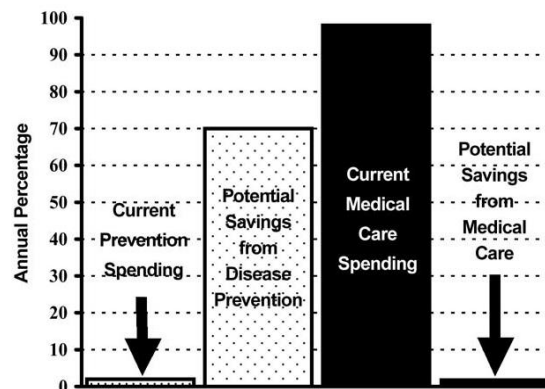 Annual Percentage
100
90
80
70
60
50
40
30
20
10
0
Current
Prevention
Spending
Potential
Savings
from
Disease
Prevention
Current
Medical
Care
Spending
Potential
Savings
from
Medical
Care